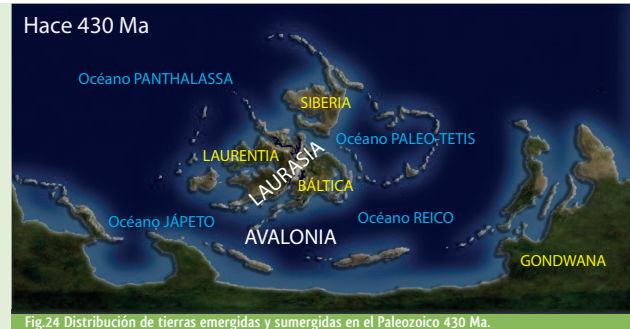 Hace 430 Ma
Océano PANTHALASSA
SIBERIA
Océano PALEO-TETIS
LAURENTIA
LAURASIA
BÁLTICA
Océano JÁPETO
Océano REICO
AVALONIA
GONDWANA
Fig.24 Distribución de tierras emergidas y sumergidas en el Paleozoico 430 Ma.